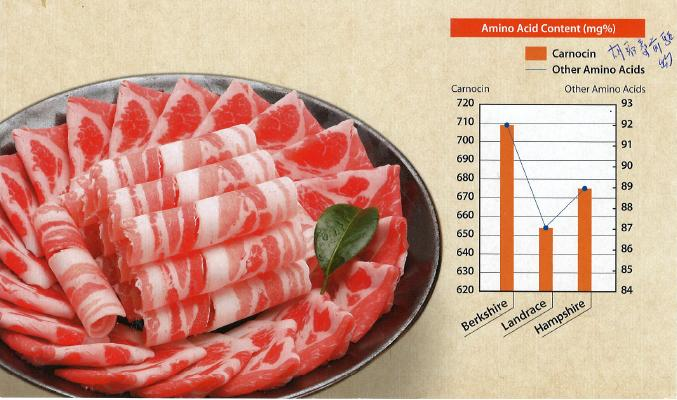 Amino Acid Content (mg%)
Carnocin
Other Amino Acids
Carnocin
Other Amino Acids
720
710
700
690
680
670
660
650
640
630
620
93
92
91
90
89
88
87
86
85
84
Berkshire
Landrace
Hampshire